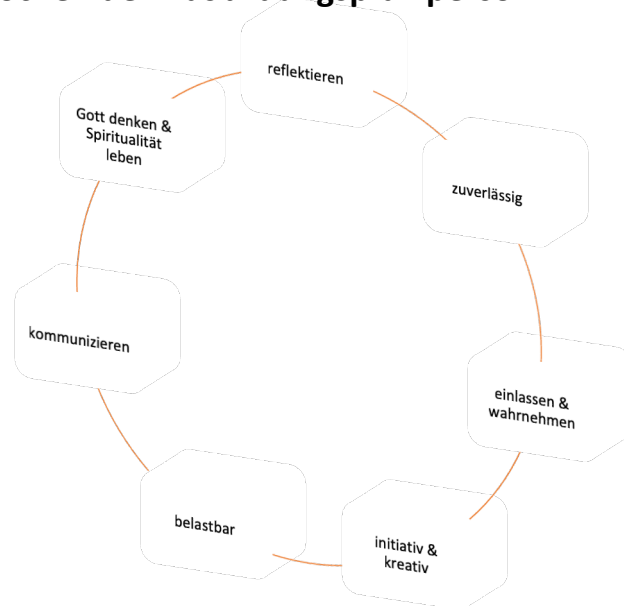 reflektieren
zuverlässig
einlassen &
wahrnehmen
initiativ &
kreativ
belastbar
kommunizieren
Gott denken &
Spiritualität
leben